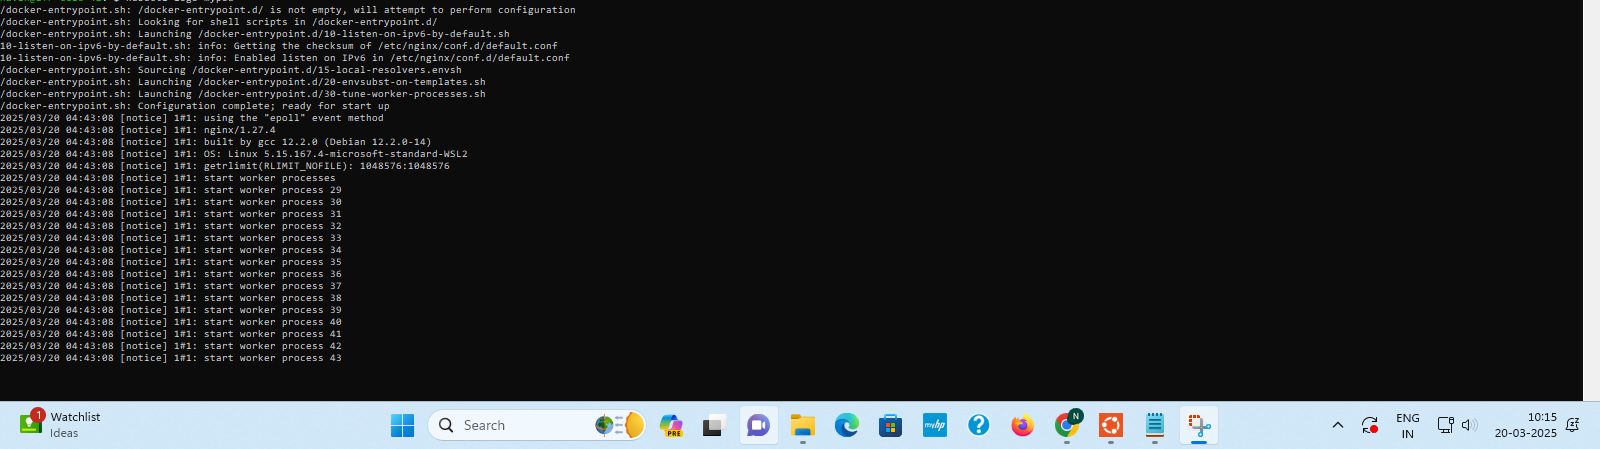 /docker-entrypoint.sh: /docker-entrypoint.d/ is not empty, will attempt to perform configuration
/docker-entrypoint.sh: Looking for shell scripts in /docker-entrypoint.d/
/docker-entrypoint.sh: Launching /docker-entrypoint.d/10-listen-on-ipv6-by-default.sh
10-listen-on-ipv6-by-default.sh: info: Getting the checksum of /etc/nginx/conf.d/default.conf
10-listen-on-ipv6-by-default.sh: info: Enabled listen on IPv6 in /etc/nginx/conf.d/default.conf
/docker-entrypoint.sh: Sourcing /docker-entrypoint.d/15-local-resolvers.envsh
/docker-entrypoint.sh: Launching /docker-entrypoint.d/20-envsubst-on-templates.sh
/docker-entrypoint.sh: Launching /docker-entrypoint.d/30-tune-worker-processes.sh
/docker-entrypoint.sh: Configuration complete; ready for start up
2025/03/20 04:43:08 [notice] 1#1: using the "epoll" event method
2025/03/20 04:43:08 [notice] 1#1: nginx/1.27.4
2025/03/20 04:43:08 [notice] 1#1: built by gcc 12.2.0 (Debian 12.2.0-14)
2025/03/20 04:43:08 [notice] 1#1: OS: Linux 5.15.167.4-microsoft-standard-WSL2
2025/03/20 04:43:08 [notice] 1#1: getrlimit(RLIMIT_NOFILE): 1048576:1048576
2025/03/20 04:43:08 [notice] 1#1: start worker processes
2025/03/20 04:43:08 [notice] 1#1: start worker process 29
2025/03/20 04:43:08 [notice] 1#1: start worker process 30
2025/03/20 04:43:08 [notice] 1#1: start worker process 31
2025/03/20 04:43:08 [notice] 1#1: start worker process 32
2025/03/20 04:43:08 [notice] 1#1: start worker process 33
2025/03/20 04:43:08 [notice] 1#1: start worker process 34
2025/03/20 04:43:08 [notice] 1#1: start worker process 35
2025/03/20 04:43:08 [notice] 1#1: start worker process 36
2025/03/20 04:43:08 [notice] 1#1: start worker process 37
2025/03/20 04:43:08 [notice] 1#1: start worker process 38
2025/03/20 04:43:08 [notice] 1#1: start worker process 39
2025/03/20 04:43:08 [notice] 1#1: start worker process 40
2025/03/20 04:43:08 [notice] 1#1: start worker process 41
2025/03/20 04:43:08 [notice] 1#1: start worker process 42
2025/03/20 04:43:08 [notice] 1#1: start worker process 43
1
Watchlist
Ideas
Search
PRE
myhp
N
ENG
IN
10:15
20-03-2025